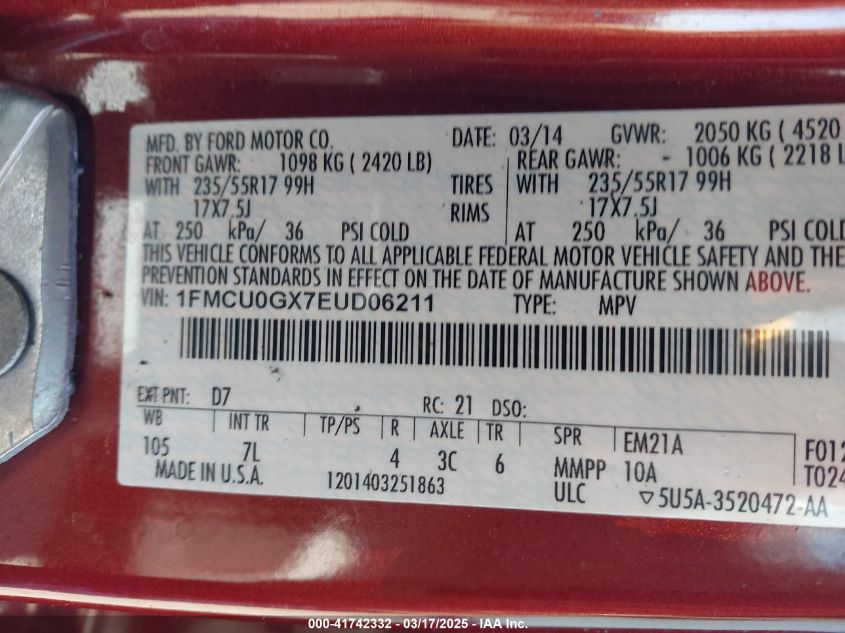 MFD. BY FORD MOTOR CO. DATE: 03/14 GVWR: 2050 KG ( 4520
FRONT GAWR: 1098 KG ( 2420 LB) REAR GAWR: - 1006 KG ( 2218 L
WITH 235/55R17 99H TIRES WITH 235/55R17 99H
17X7.5J RIMS 17X7.5J
AT 250 kPa/ 36 PSI COLD AT 250 kPa/ 36 PSI COLD
THIS VEHICLE CONFORMS TO ALL APPLICABLE FEDERAL MOTOR VEHICLE SAFETY AND THE
PREVENTION STANDARDS IN EFFECT ON THE DATE OF MANUFACTURE SHOWN ABOVE.
VIN: 1FMCU0GX7EUD06211 TYPE: MPV
EXT PNT: D7 RC: 21 DSO:
WB INT TR TP/PS R AXLE TR SPR EM21A F012
105 7L 4 3C 6 MMPP 10A T024
MADE IN U.S.A. 1201403251863 ULC ▽5U5A-3520472-AA
000-41742332 - 03/17/2025 - IAA Inc.